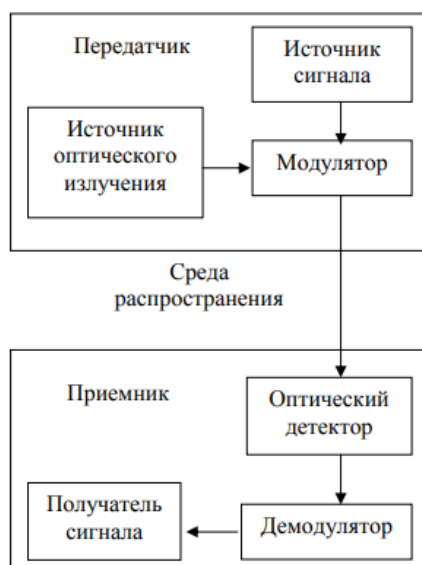 Передатчик
Источник
сигнала
Источник
оптического
излучения
Модулятор
Среда
распространения
Приемник
Оптический
детектор
Получатель
сигнала
Демодулятор